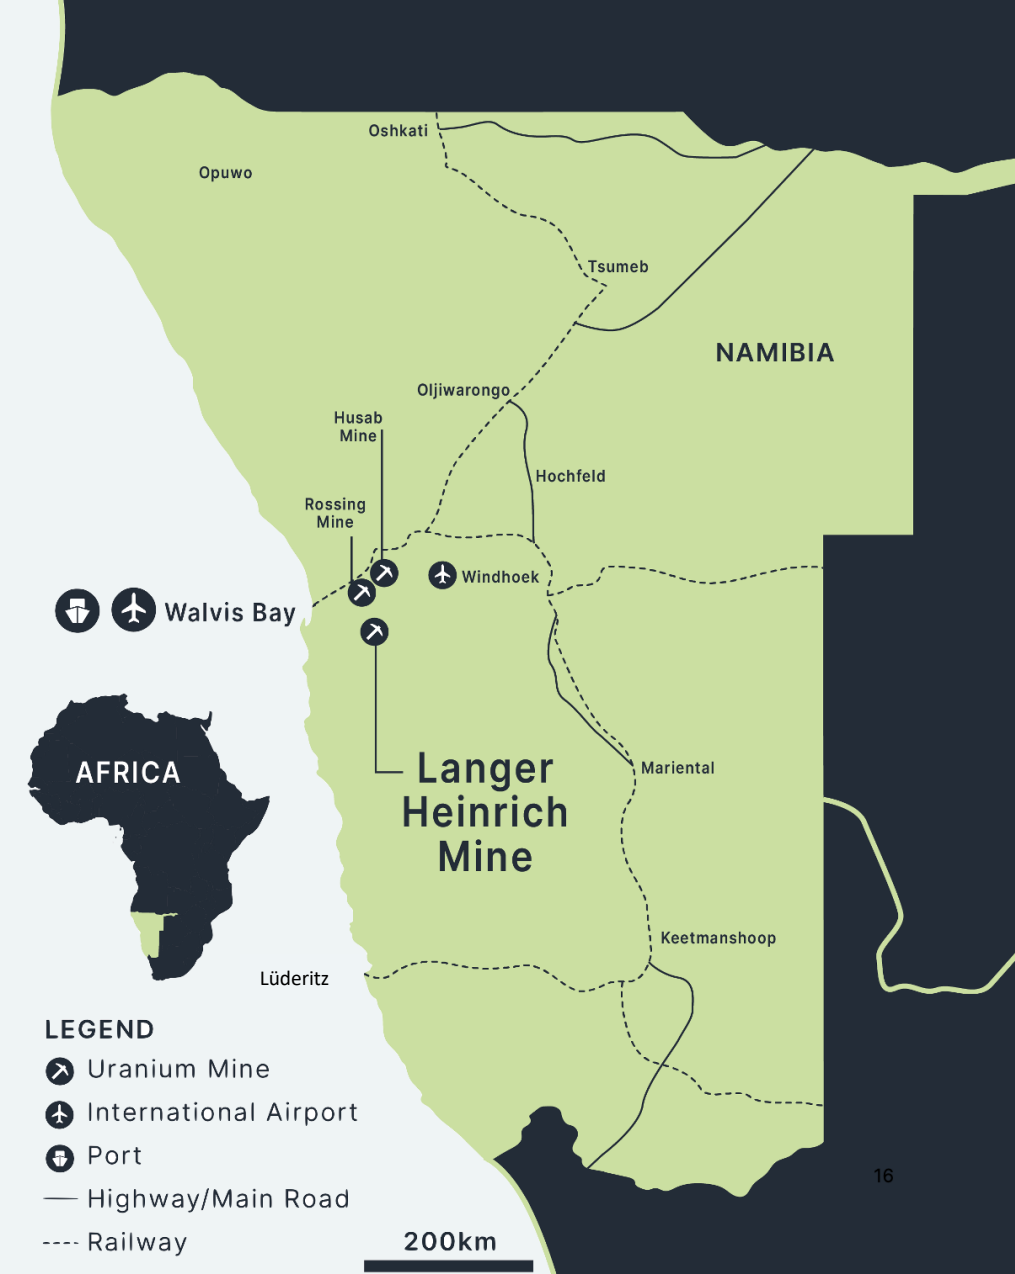 Oshkati
Opuwo
Tsumeb
NAMIBIA
Oljiwarongo
Husab
Mine
Hochfeld
Rossing
Mine
Windhoek
Walvis Bay
AFRICA
Langer
Heinrich
Mine
Mariental
Keetmanshoop
Lüderitz
LEGEND
Uranium Mine
International Airport
Port
Highway/Main Road
Railway
16
200km